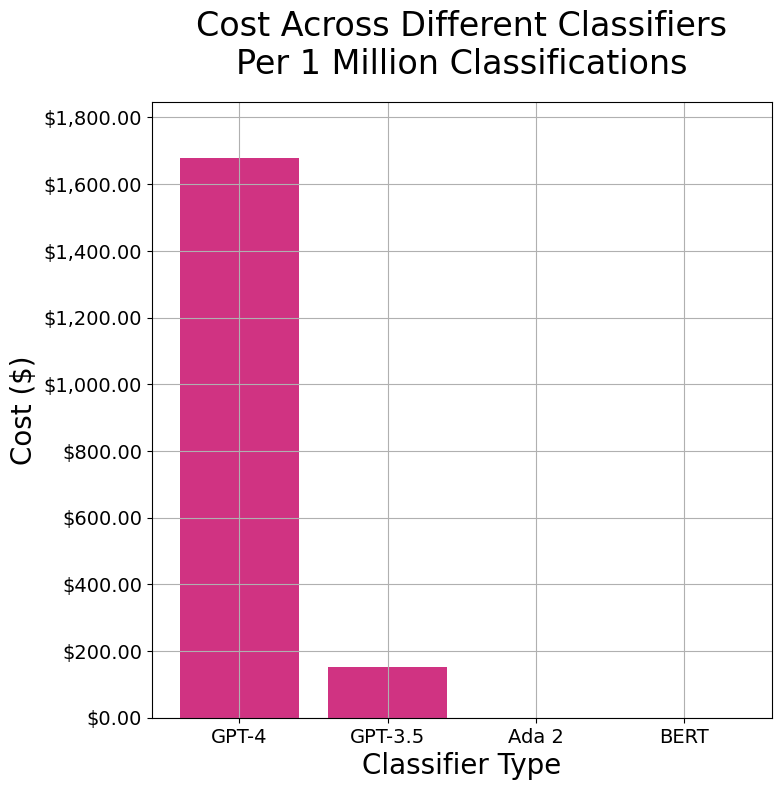 Cost Across Different Classifiers
Per 1 Million Classifications
$1,800.00
$1,600.00
$1,400.00
$1,200.00
$1,000.00
$800.00
$600.00
$400.00
$200.00
$0.00
Cost ($)
GPT-4 GPT-3.5 Ada 2 BERT
Classifier Type